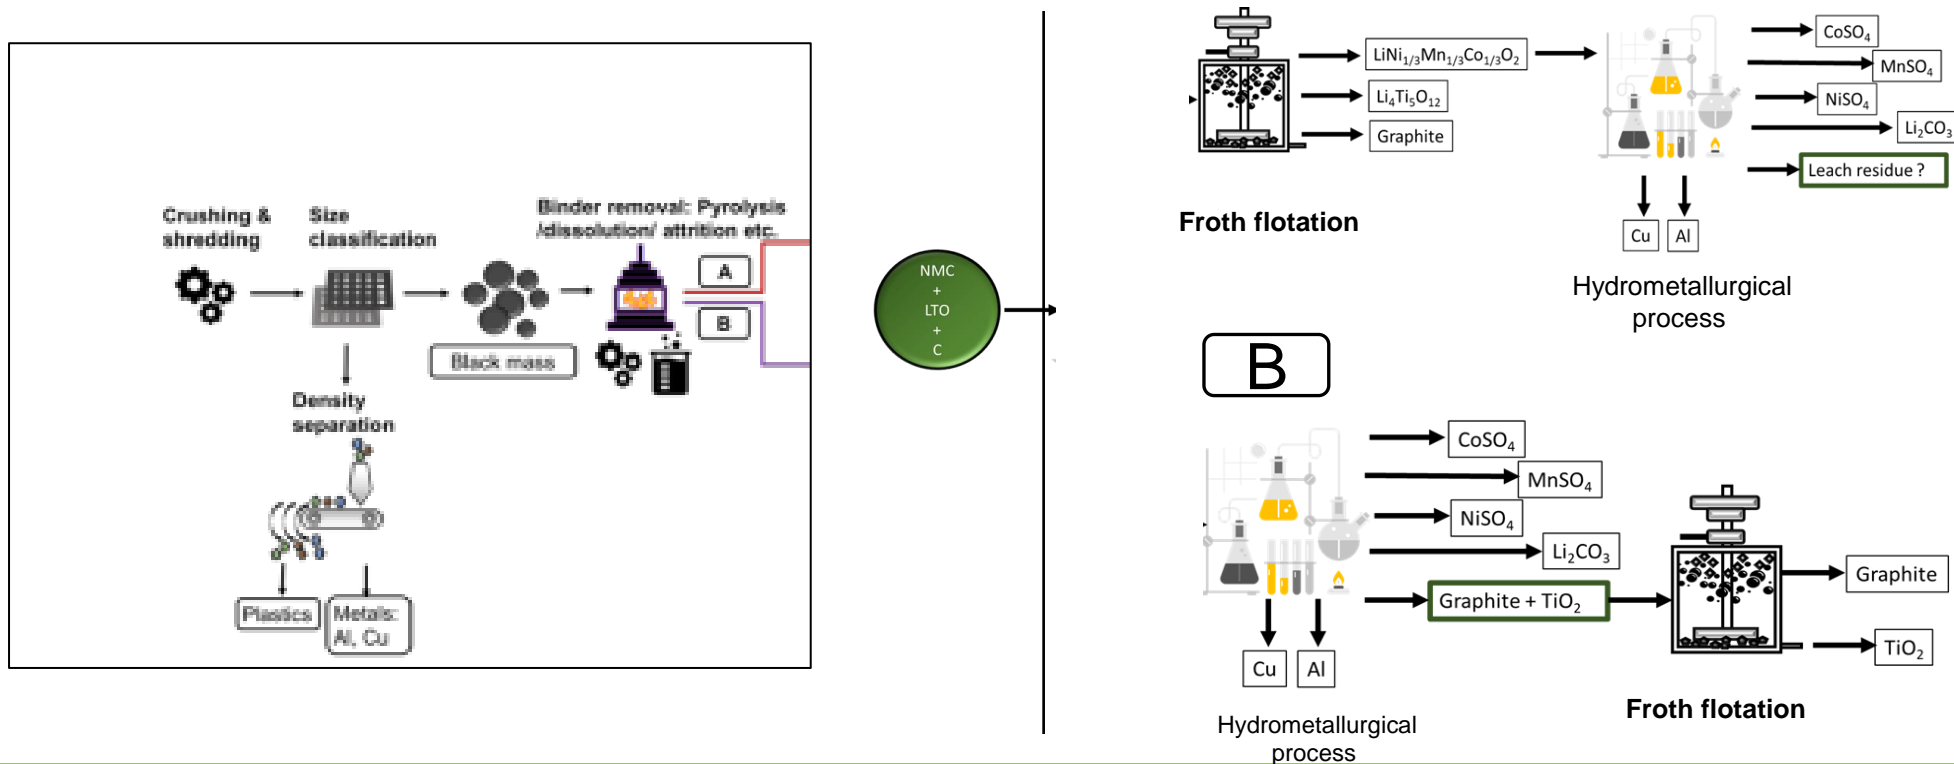 Crushing &
shredding
Size
classification
Binder removal: Pyrolysis
/dissolution/ attrition etc.
A
B
Black mass
Density
separation
Plastics
Metals:
Al, Cu
NMC
+
LTO
+
C
LiNi1/3Mn1/3Co1/3O2
Li4Ti5O12
Graphite
Froth flotation
CoSO4
MnSO4
NiSO4
Li2CO3
Leach residue ?
Cu
Al
Hydrometallurgical
process
B
CoSO4
MnSO4
NiSO4
Li2CO3
Graphite + TiO2
Cu
Al
Hydrometallurgical
process
Graphite
TiO2
Froth flotation